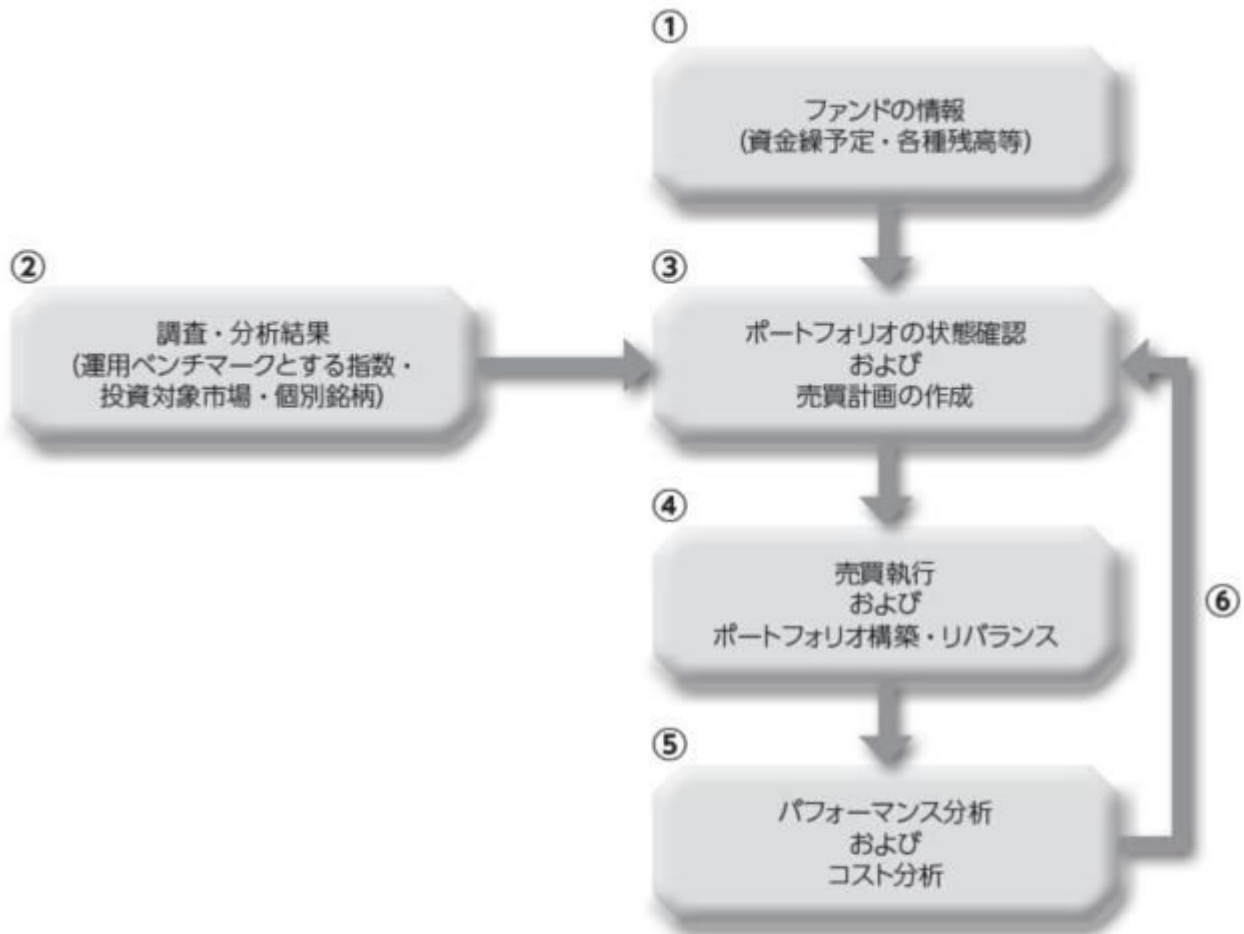 ①
ファンドの情報
(資金繰予定・各種残高等)
②
調査・分析結果
(運用ベンチマークとする指数・
投資対象市場・個別銘柄)
③
ポートフォリオの状態確認
および
売買計画の作成
④
売買執行
および
ポートフォリオ構築・リバランス
⑥
⑤
パフォーマンス分析
および
コスト分析